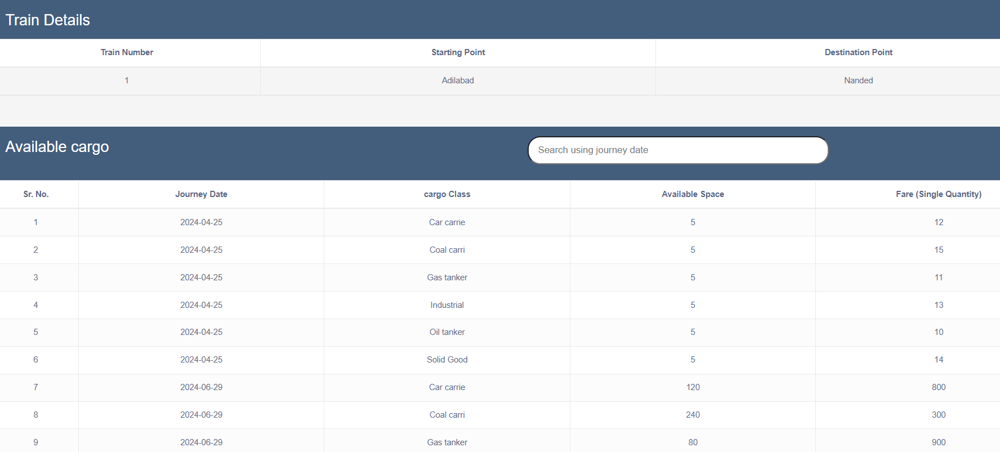 Train Details
Train Number Starting Point Destination Point
1 Adilabad Nanded
Available cargo Search using journey date
Sr. No. Journey Date cargo Class Available Space Fare (Single Quantity)
1 2024-04-25 Car carrie 5 12
2 2024-04-25 Coal carri 5 15
3 2024-04-25 Gas tanker 5 11
4 2024-04-25 Industrial 5 13
5 2024-04-25 Oil tanker 5 10
6 2024-04-25 Solid Good 5 14
7 2024-06-29 Car carrie 120 800
8 2024-06-29 Coal carri 240 300
9 2024-06-29 Gas tanker 80 900